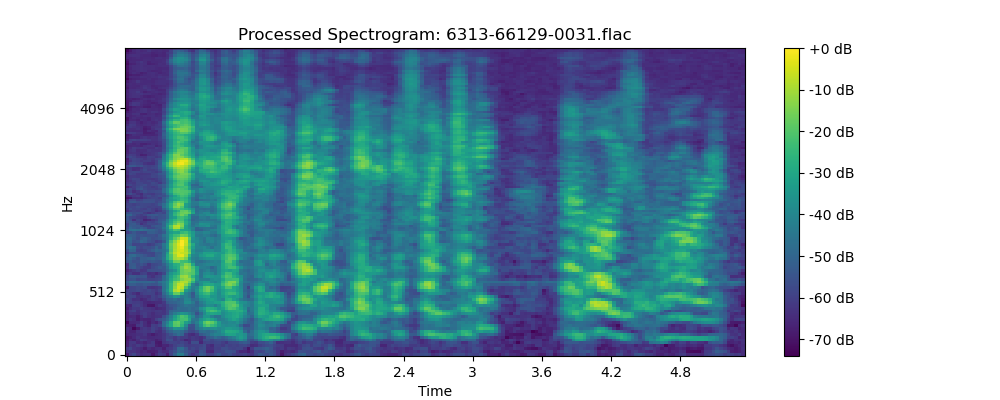 Processed Spectrogram: 6313-66129-0031.flac
Hz
4096
2048
1024
512
0
0 0.6 1.2 1.8 2.4 3 3.6 4.2 4.8
Time
+0 dB
-10 dB
-20 dB
-30 dB
-40 dB
-50 dB
-60 dB
-70 dB